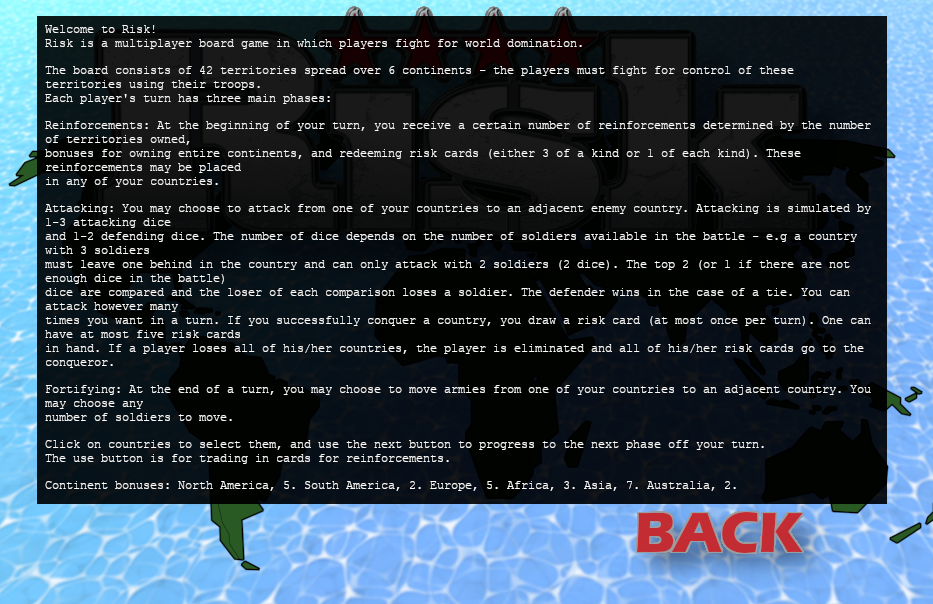 Welcome to Risk!
Risk is a multiplayer board game in which players fight for world domination.
The board consists of 42 territories spread over 6 continents - the players must fight for control of these
territories using their troops.
Each player's turn has three main phases:
Reinforcements: At the beginning of your turn, you receive a certain number of reinforcements determined by the number
of territories owned,
bonuses for owning entire continents, and redeeming risk cards (either 3 of a kind or 1 of each kind). These
reinforcements may be placed
in any of your countries.
Attacking: You may choose to attack from one of your countries to an adjacent enemy country. Attacking is simulated by
1-3 attacking dice
and 1-2 defending dice. The number of dice depends on the number of soldiers available in the battle - e.g a country
with 3 soldiers
must leave one behind in the country and can only attack with 2 soldiers (2 dice). The top 2 (or 1 if there are not
enough dice in the battle)
dice are compared and the loser of each comparison loses a soldier. The defender wins in the case of a tie. You can
attack however many
times you want in a turn. If you successfully conquer a country, you draw a risk card (at most once per turn). One can
have at most five risk cards
in hand. If a player loses all of his/her countries, the player is eliminated and all of his/her risk cards go to the
conqueror.
Fortifying: At the end of a turn, you may choose to move armies from one of your countries to an adjacent country. You
may choose any
number of soldiers to move.
Click on countries to select them, and use the next button to progress to the next phase off your turn.
The use button is for trading in cards for reinforcements.
Continent bonuses: North America, 5. South America, 2. Europe, 5. Africa, 3. Asia, 7. Australia, 2.
Risk
BACK